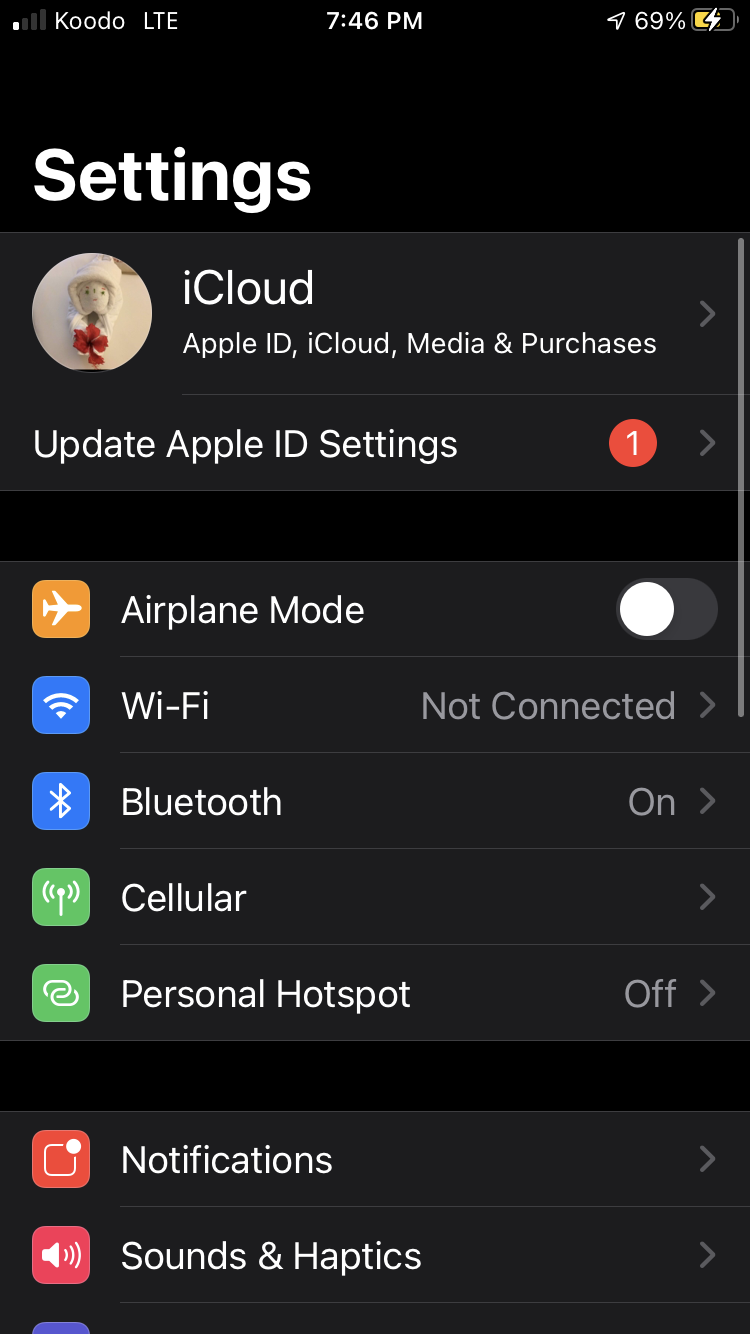 Koodo LTE 7:46 PM 69%
Settings
iCloud
Apple ID, iCloud, Media & Purchases
Update Apple ID Settings 1
Airplane Mode
Wi-Fi Not Connected
Bluetooth On
Cellular
Personal Hotspot Off
Notifications
Sounds & Haptics